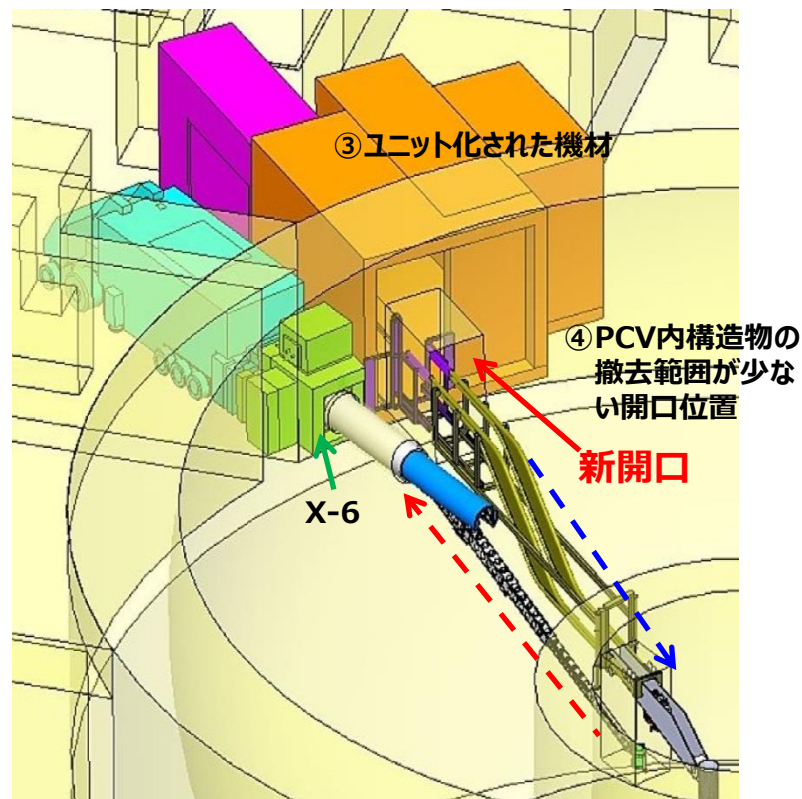 ③ユニット化された機材
④PCV内構造物の
撤去範囲が少な
い開口位置
新開口
X-6